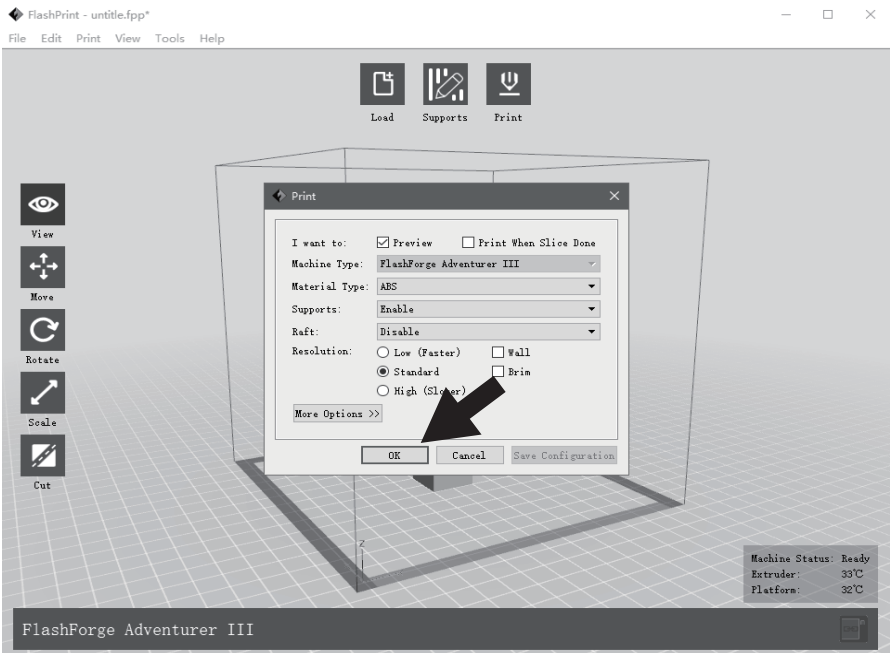 FlashPrint - untitle.fpp*
File Edit Print View Tools Help
Load Supports Print
View
Move
Rotate
Scale
Cut
Print
I want to: Preview Print When Slice Done
Machine Type: FlashForge Adventurer III
Material Type: ABS
Supports: Enable
Raft: Disable
Resolution: Low (Faster) Wall
Standard Brim
High (Slower)
More Options >>
OK Cancel Save Configuration
Z
Machine Status: Ready
Extruder: 33℃
Platform: 32℃
FlashForge Adventurer III